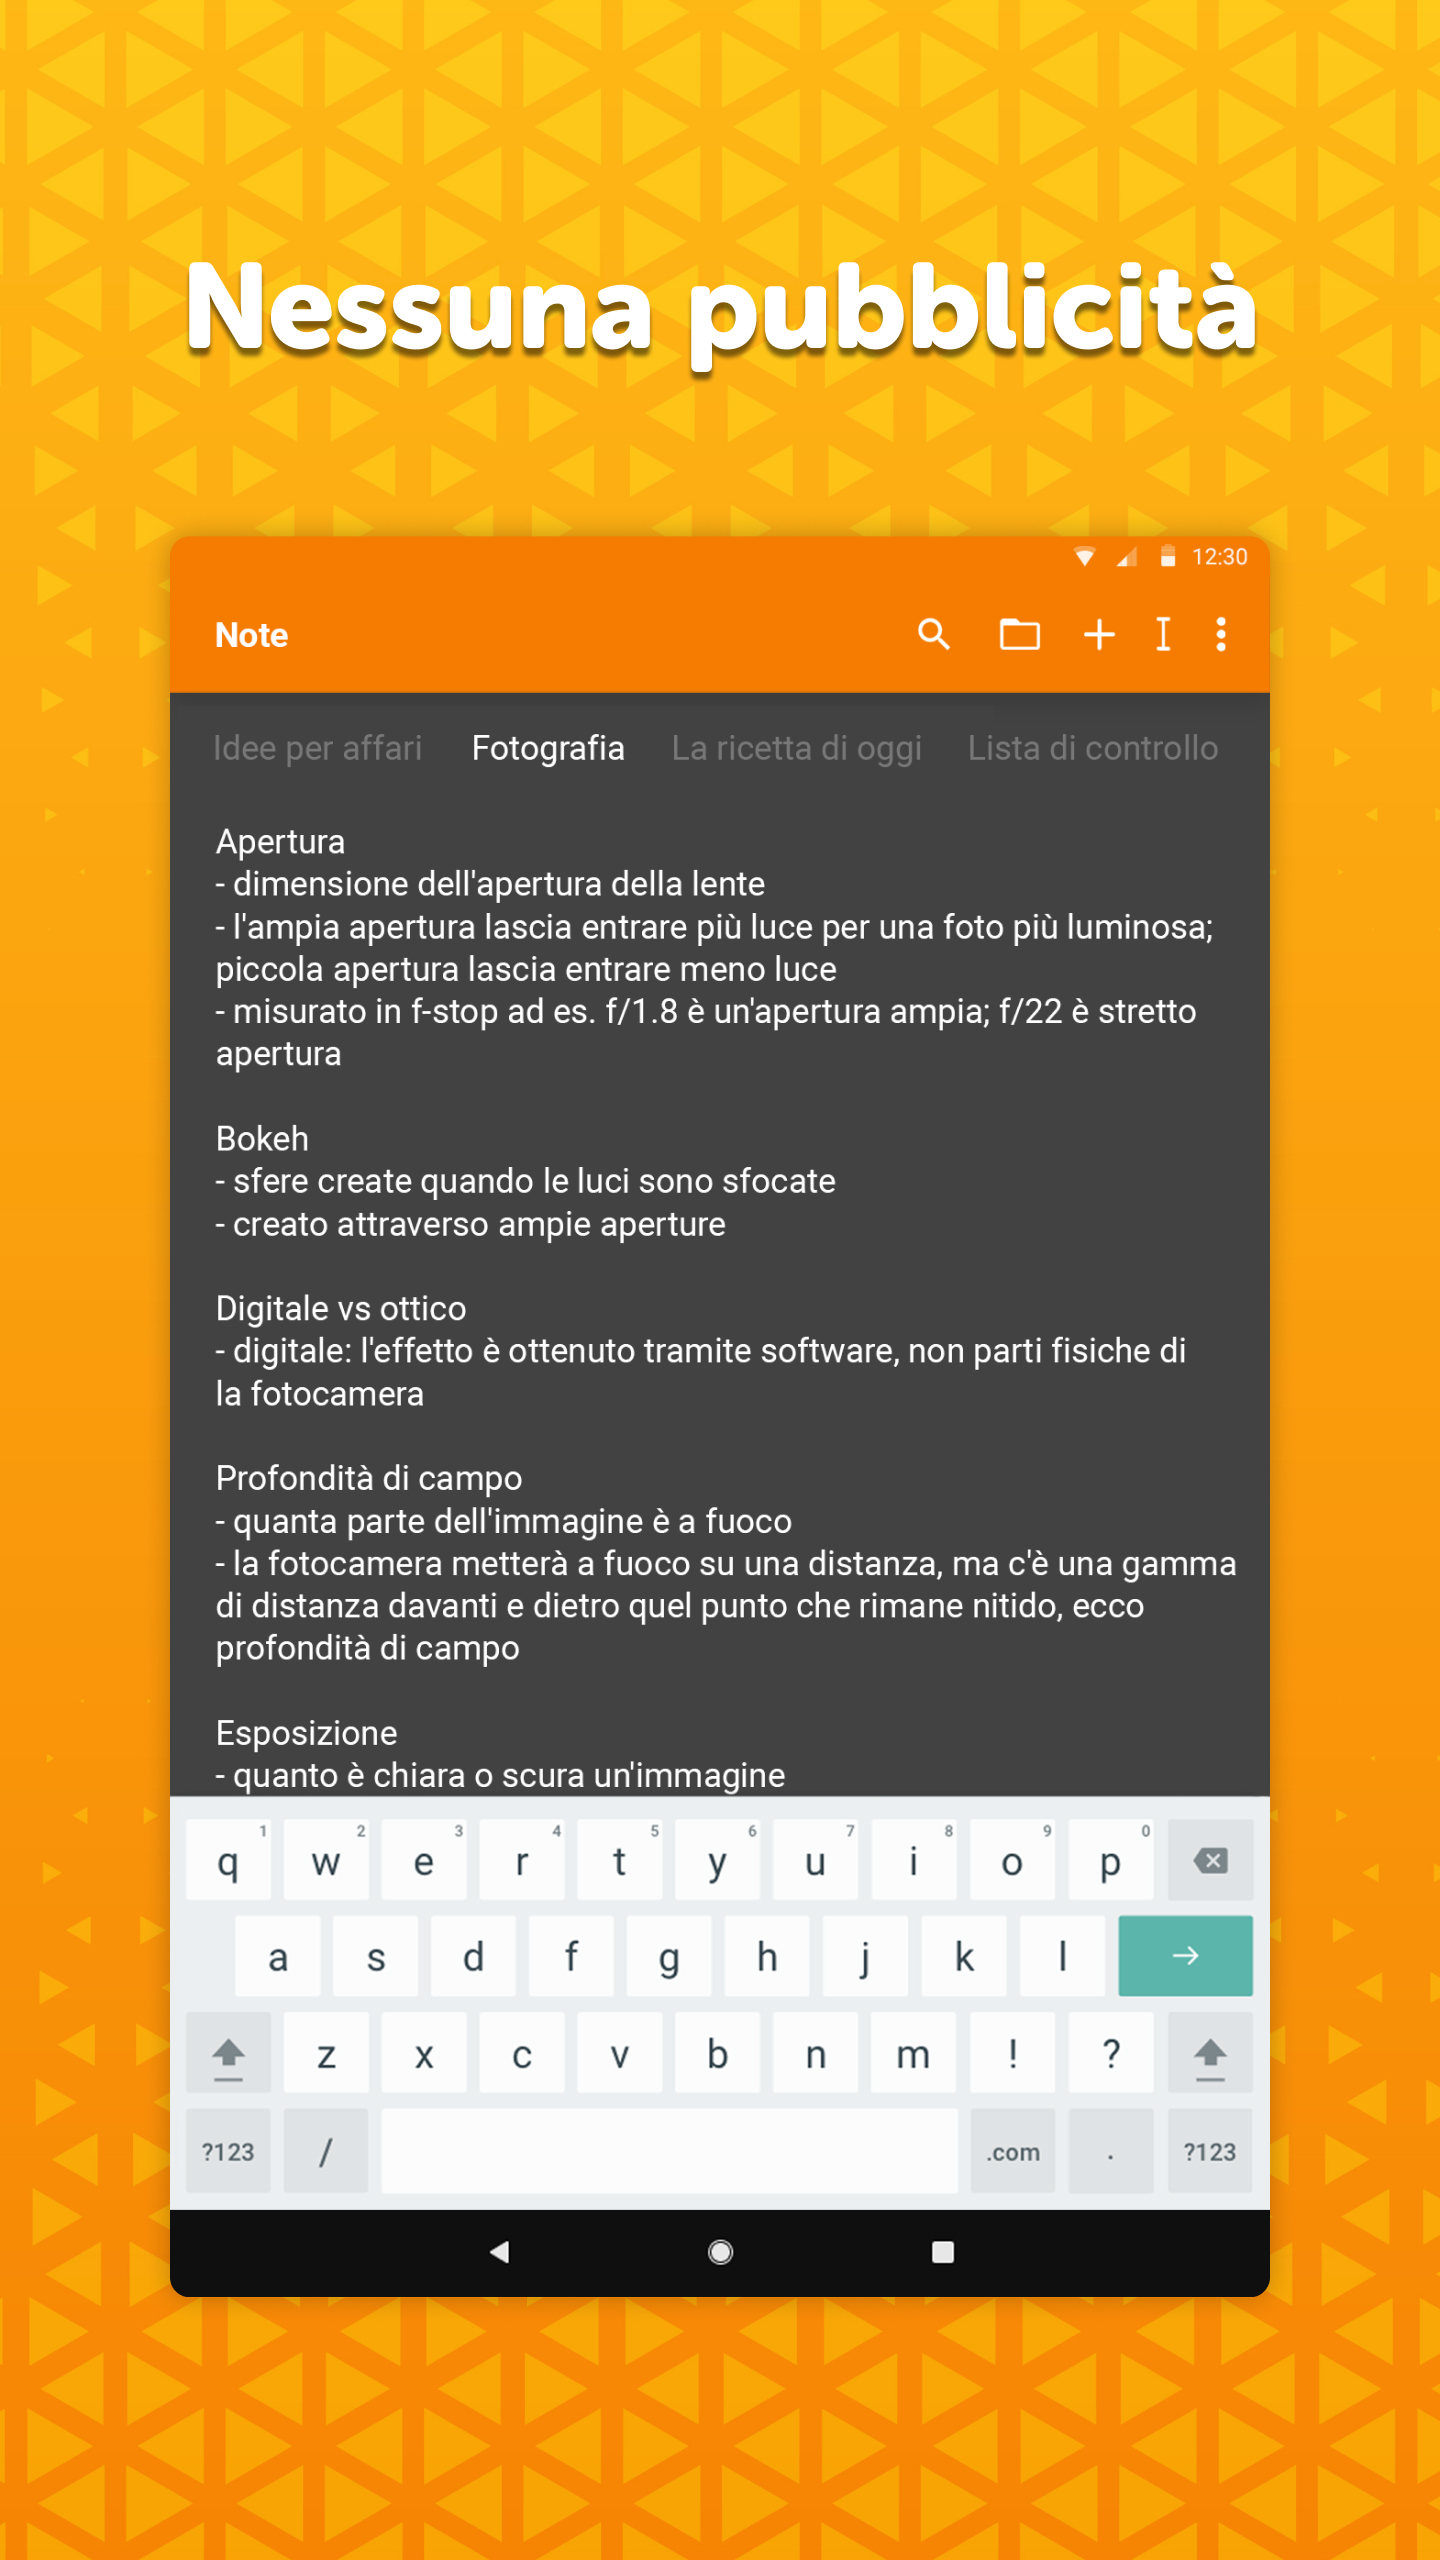 Nessuna pubblicità
12:30
Note
Idee per affari Fotografia La ricetta di oggi Lista di controllo
Apertura
- dimensione dell'apertura della lente
- l'ampia apertura lascia entrare più luce per una foto più luminosa;
piccola apertura lascia entrare meno luce
- misurato in f-stop ad es. f/1.8 è un'apertura ampia; f/22 è stretto
apertura
Bokeh
- sfere create quando le luci sono sfocate
- creato attraverso ampie aperture
Digitale vs ottico
- digitale: l'effetto è ottenuto tramite software, non parti fisiche di
la fotocamera
Profondità di campo
- quanta parte dell'immagine è a fuoco
- la fotocamera metterà a fuoco su una distanza, ma c'è una gamma
di distanza davanti e dietro quel punto che rimane nitido, ecco
profondità di campo
Esposizione
- quanto è chiara o scura un'immagine
q 1 w 2 e 3 r 4 t 5 y 6 u 7 i 8 o 9 p 0
a s d f g h j k l
z x c v b n m ! ?
?123 / .com . ?123